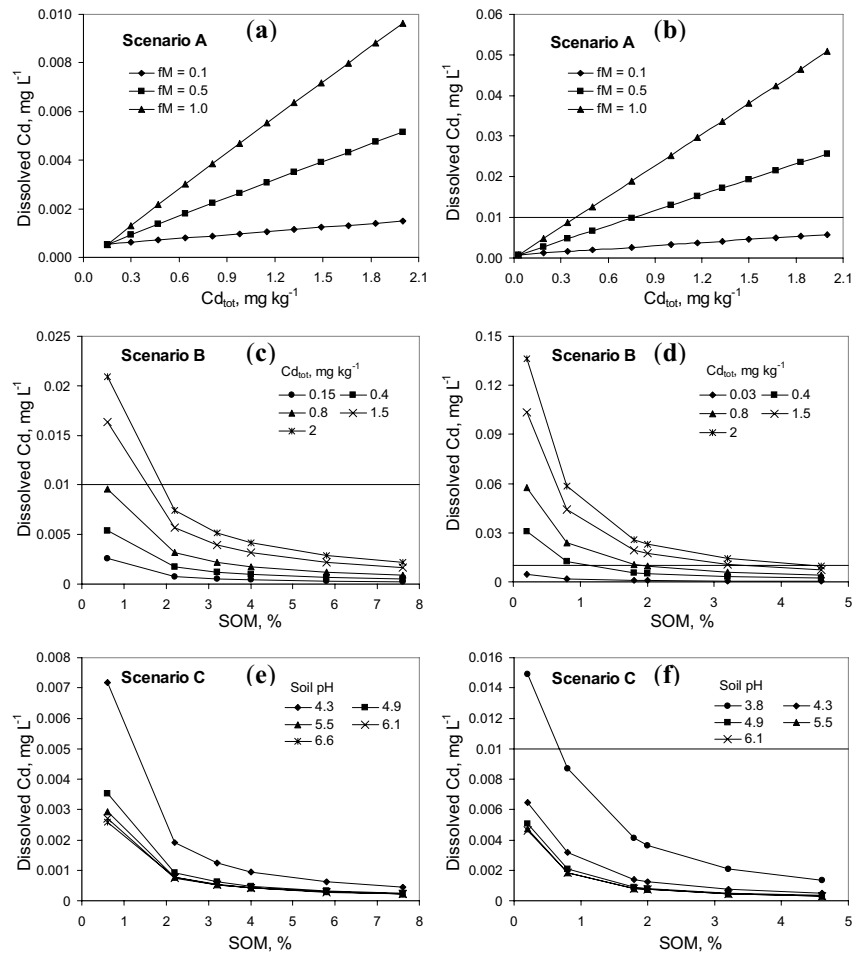 Scenario A (a)
fM = 0.1
fM = 0.5
fM = 1.0
Dissolved Cd, mg L-1
0.010
0.008
0.006
0.004
0.002
0.000
0.0 0.3 0.6 0.9 1.2 1.5 1.8 2.1
Cdtot, mg kg-1
Scenario A (b)
fM = 0.1
fM = 0.5
fM = 1.0
Dissolved Cd, mg L-1
0.06
0.05
0.04
0.03
0.02
0.01
0.00
0.0 0.3 0.6 0.9 1.2 1.5 1.8 2.1
Cdtot, mg kg-1
Scenario B (c)
Cdtot, mg kg-1
0.15 0.4
0.8 1.5
2
Dissolved Cd, mg L-1
0.025
0.02
0.015
0.01
0.005
0
0 1 2 3 4 5 6 7 8
SOM, %
Scenario B (d)
Cdtot, mg kg-1
0.03 0.4
0.8 1.5
2
Dissolved Cd, mg L-1
0.15
0.12
0.09
0.06
0.03
0
0 1 2 3 4 5
SOM, %
Scenario C (e)
Soil pH
4.3 4.9
5.5 6.1
6.6
Dissolved Cd, mg L-1
0.008
0.007
0.006
0.005
0.004
0.003
0.002
0.001
0
0 1 2 3 4 5 6 7 8
SOM, %
Scenario C (f)
Soil pH
3.8 4.3
4.9 5.5
6.1
Dissolved Cd, mg L-1
0.016
0.014
0.012
0.01
0.008
0.006
0.004
0.002
0
0 1 2 3 4 5
SOM, %